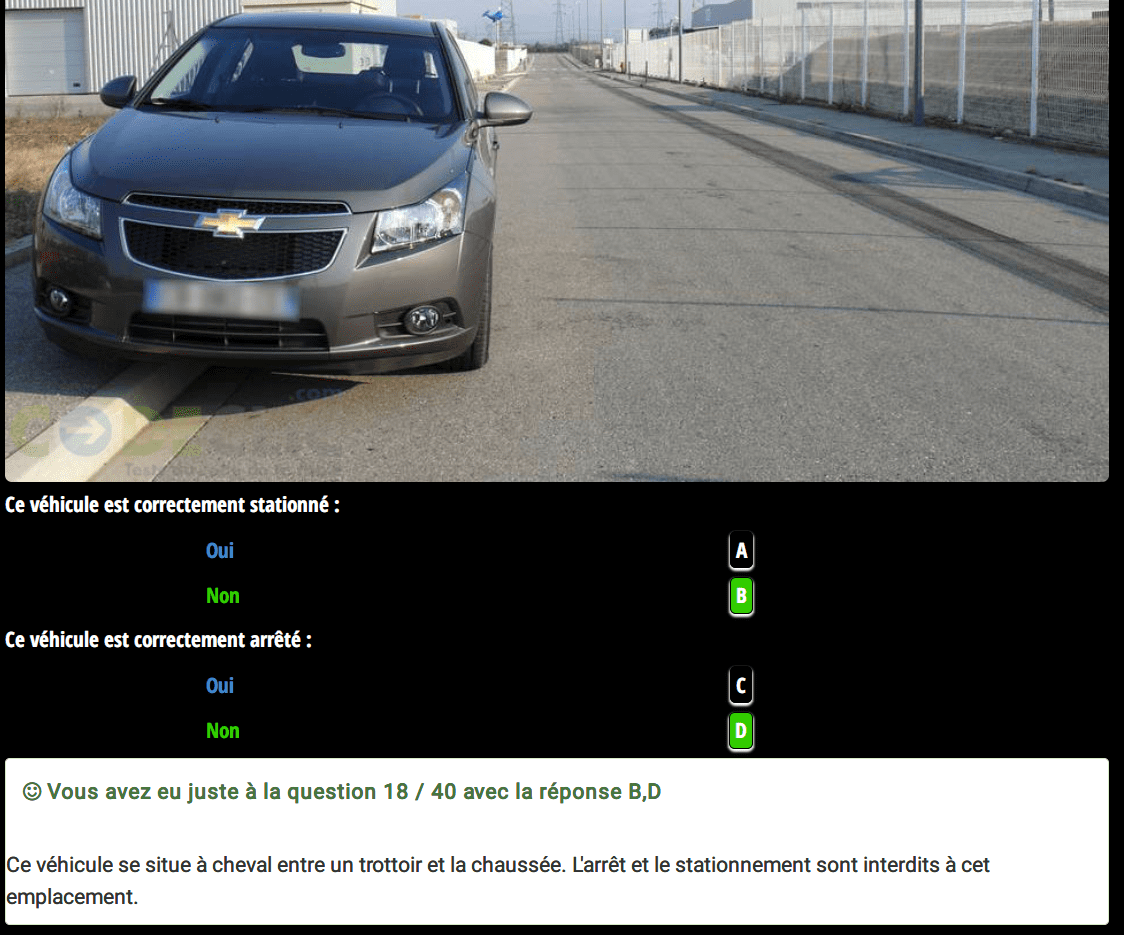 .com
Ce véhicule est correctement stationné :
Oui A
Non B
Ce véhicule est correctement arrêté :
Oui C
Non D
Vous avez eu juste à la question 18 / 40 avec la réponse B,D
Ce véhicule se situe à cheval entre un trottoir et la chaussée. L'arrêt et le stationnement sont interdits à cet
emplacement.